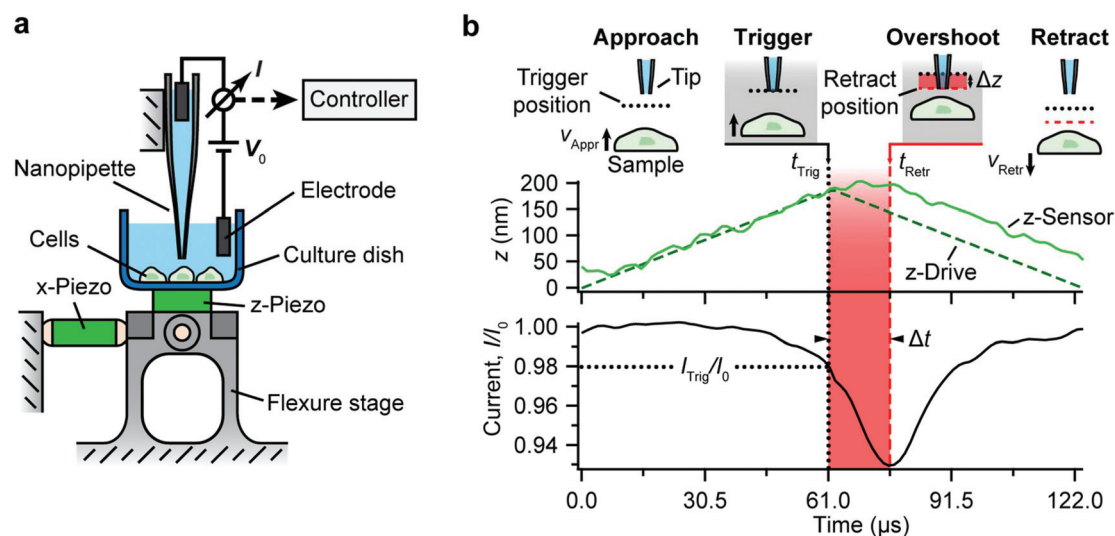 a
I
Controller
V0
Nanopipette
Electrode
Cells
Culture dish
x-Piezo
z-Piezo
Flexure stage
b
Approach
Trigger
Overshoot
Retract
Trigger
position
Tip
Retract
position
Δz
vAppr
Sample
tTrig
tRetr
vRetr
200
150
100
50
0
z (nm)
z-Sensor
z-Drive
1.00
0.98
0.96
0.94
Current, I/I0
ITrig/I0
Δt
0.0
30.5
61.0
91.5
122.0
Time (µs)